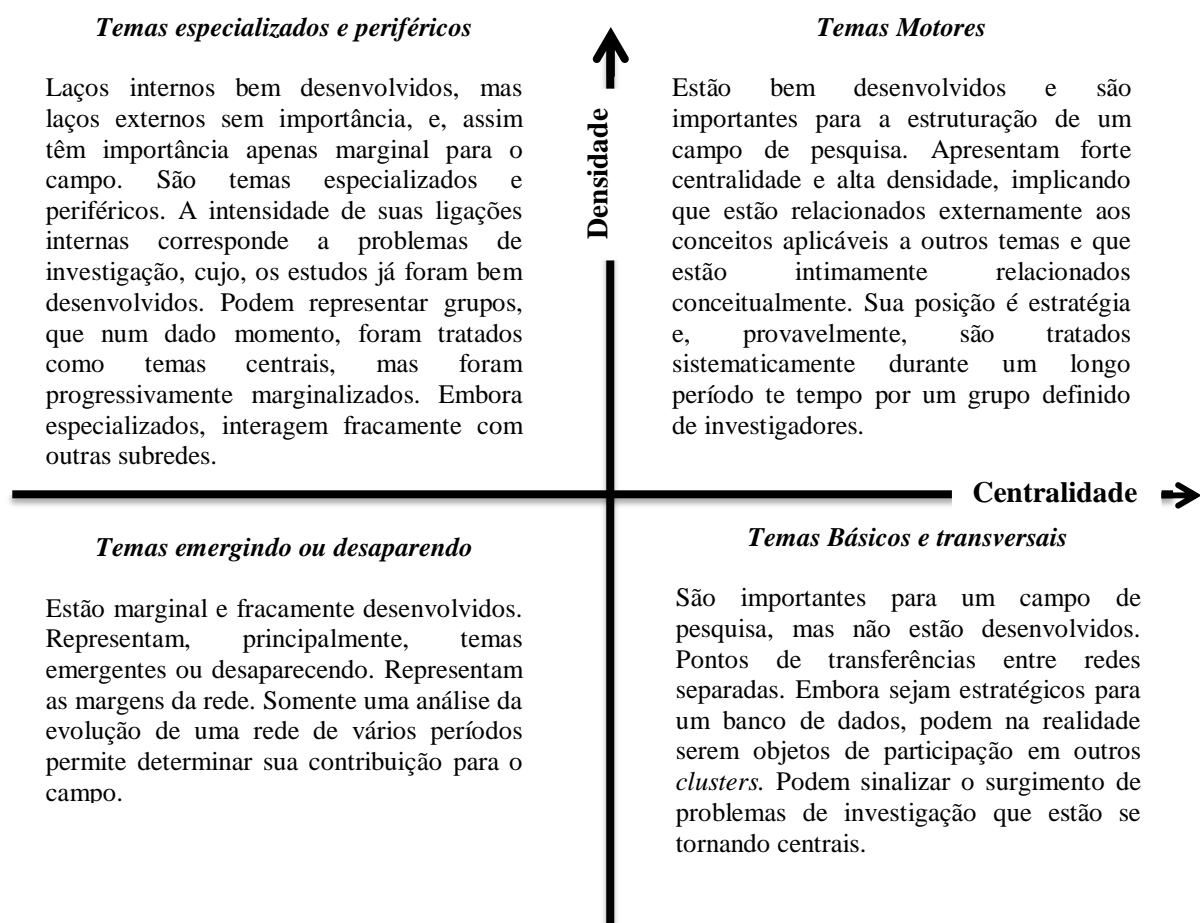 Temas especializados e periféricos
Laços internos bem desenvolvidos, mas
laços externos sem importância, e, assim
têm importância apenas marginal para o
campo. São temas especializados e
periféricos. A intensidade de suas ligações
internas corresponde a problemas de
investigação, cujo, os estudos já foram bem
desenvolvidos. Podem representar grupos,
que num dado momento, foram tratados
como temas centrais, mas foram
progressivamente marginalizados. Embora
especializados, interagem fracamente com
outras subredes.
Densidade
Temas Motores
Estão bem desenvolvidos e são
importantes para a estruturação de um
campo de pesquisa. Apresentam forte
centralidade e alta densidade, implicando
que estão relacionados externamente aos
conceitos aplicáveis a outros temas e que
estão intimamente relacionados
conceitualmente. Sua posição é estratégia
e, provavelmente, são tratados
sistematicamente durante um longo
período te tempo por um grupo definido
de investigadores.
Centralidade
Temas emergindo ou desaparendo
Estão marginal e fracamente desenvolvidos.
Representam, principalmente, temas
emergentes ou desaparecendo. Representam
as margens da rede. Somente uma análise da
evolução de uma rede de vários períodos
permite determinar sua contribuição para o
campo.
Temas Básicos e transversais
São importantes para um campo de
pesquisa, mas não estão desenvolvidos.
Pontos de transferências entre redes
separadas. Embora sejam estratégicos para
um banco de dados, podem na realidade
serem objetos de participação em outros
clusters. Podem sinalizar o surgimento de
problemas de investigação que estão se
tornando centrais.